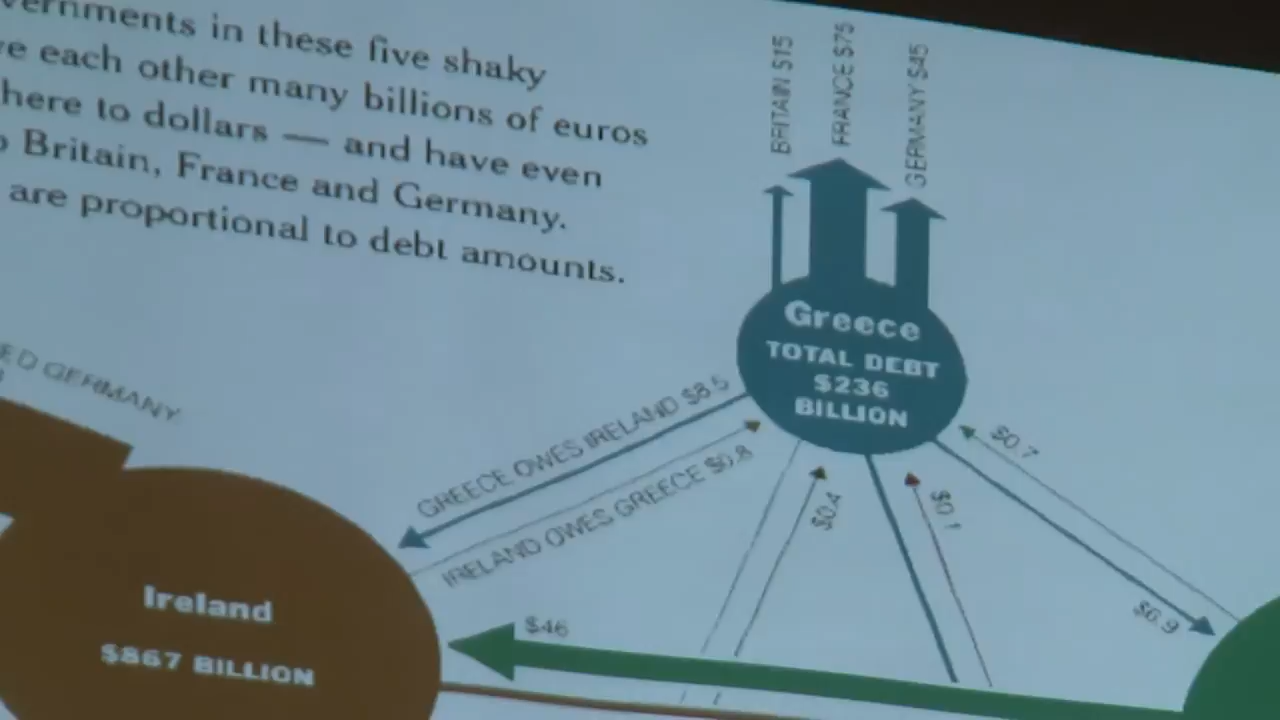 vernments in these five shaky
ve each other many billions of euros
here to dollars — and have even
Britain, France and Germany.
are proportional to debt amounts.
BRITAIN $15
FRANCE $75
GERMANY $45
Greece
TOTAL DEBT
$236
BILLION
ED GERMANY
GREECE OWES IRELAND $8.5
IRELAND OWES GREECE $0.8
$0.4
$0.1
$0.7
$6.9
$46
Ireland
$867 BILLION